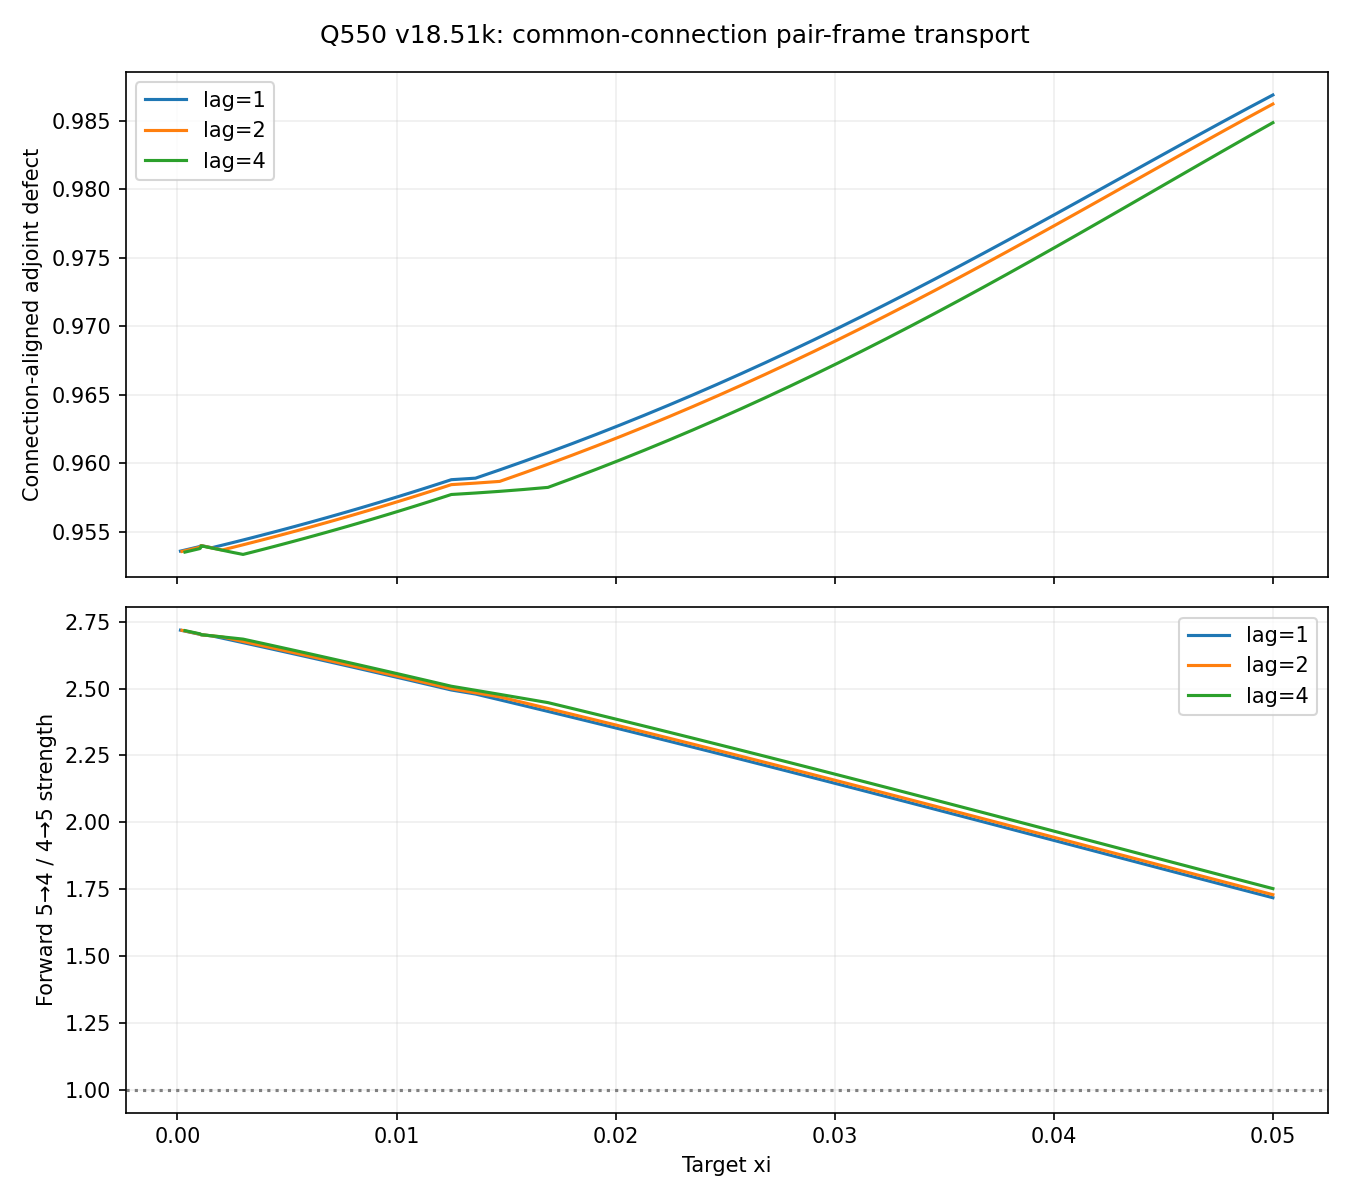 Q550 v18.51k: common-connection pair-frame transport
Connection-aligned adjoint defect
0.985
0.980
0.975
0.970
0.965
0.960
0.955
lag=1
lag=2
lag=4
Forward 5→4 / 4→5 strength
2.75
2.50
2.25
2.00
1.75
1.50
1.25
1.00
lag=1
lag=2
lag=4
0.00 0.01 0.02 0.03 0.04 0.05
Target xi